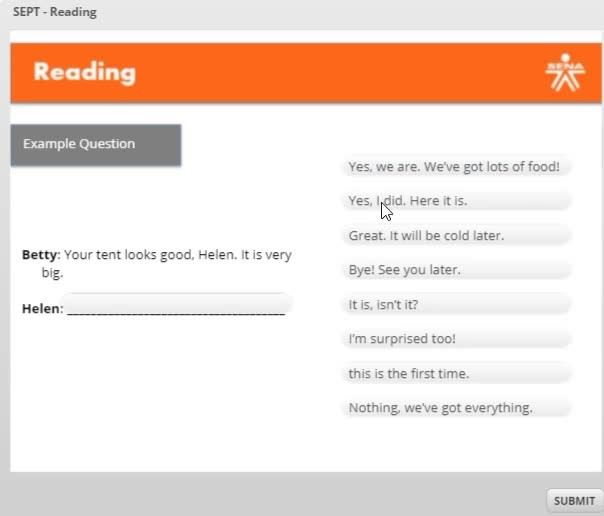 SEPT - Reading
Reading
SENA
Example Question
Betty: Your tent looks good, Helen. It is very
big.
Helen: ____________________________________
Yes, we are. We've got lots of food!
Yes, I did. Here it is.
Great. It will be cold later.
Bye! See you later.
It is, isn't it?
I'm surprised too!
this is the first time.
Nothing, we've got everything.
SUBMIT